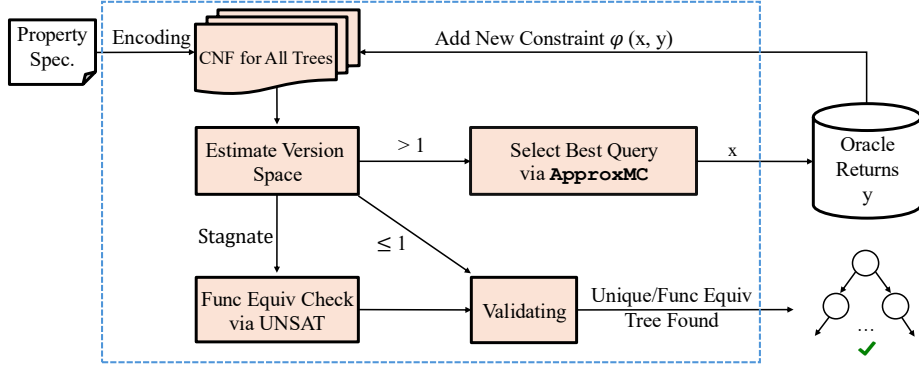 Property
Spec.
Encoding
CNF for All Trees
Add New Constraint φ (x, y)
Estimate Version
Space
> 1
Select Best Query
via ApproxMC
x
Oracle
Returns
y
Stagnate
≤ 1
Func Equiv Check
via UNSAT
Validating
Unique/Func Equiv
Tree Found
...